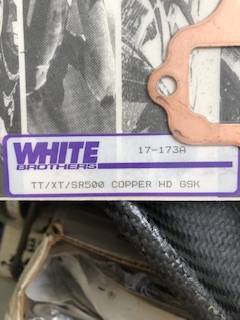 WHITE 17-173A
BROTHERS
TT/XT/SR500 COPPER HD GSK